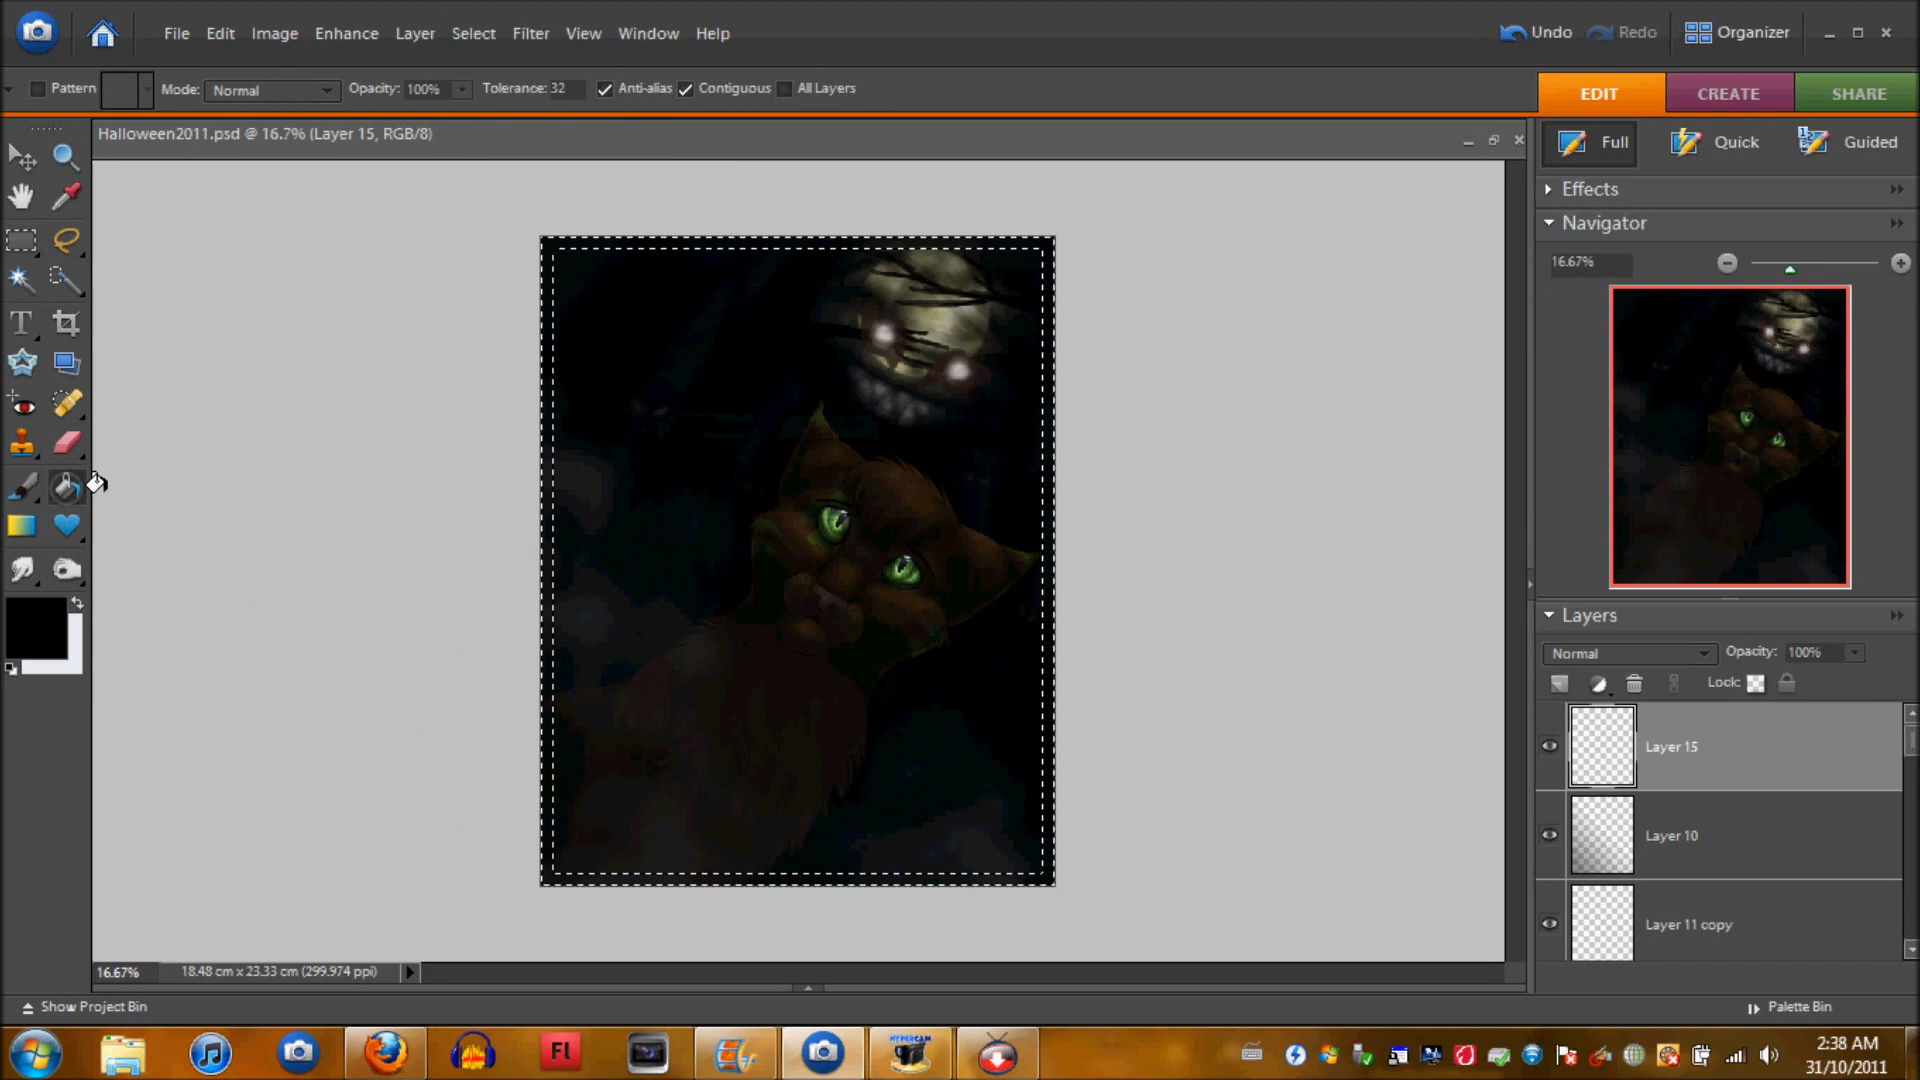 File Edit Image Enhance Layer Select Filter View Window Help
Undo Redo Organizer
Pattern Mode: Normal Opacity: 100% Tolerance: 32 Anti-alias Contiguous All Layers
EDIT CREATE SHARE
Halloween2011.psd @ 16.7% (Layer 15, RGB/8)
Full Quick Guided
Effects
Navigator
16.67%
T
Layers
Normal Opacity: 100%
Lock:
Layer 15
Layer 10
Layer 11 copy
16.67% 18.48 cm x 23.33 cm (299.974 ppi)
Show Project Bin
Palette Bin
Fl
HYPERCAM
2:38 AM
31/10/2011